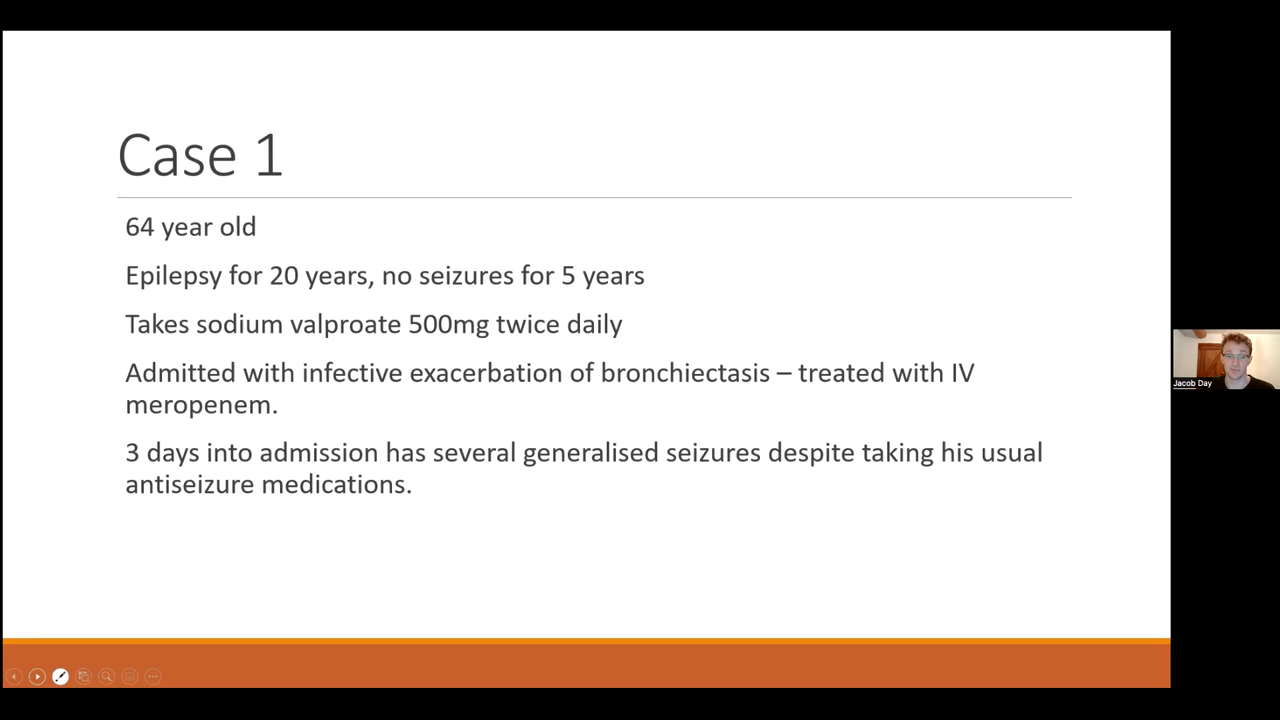 Case 1
64 year old
Epilepsy for 20 years, no seizures for 5 years
Takes sodium valproate 500mg twice daily
Admitted with infective exacerbation of bronchiectasis – treated with IV
meropenem.
3 days into admission has several generalised seizures despite taking his usual
antiseizure medications.
Jacob Day